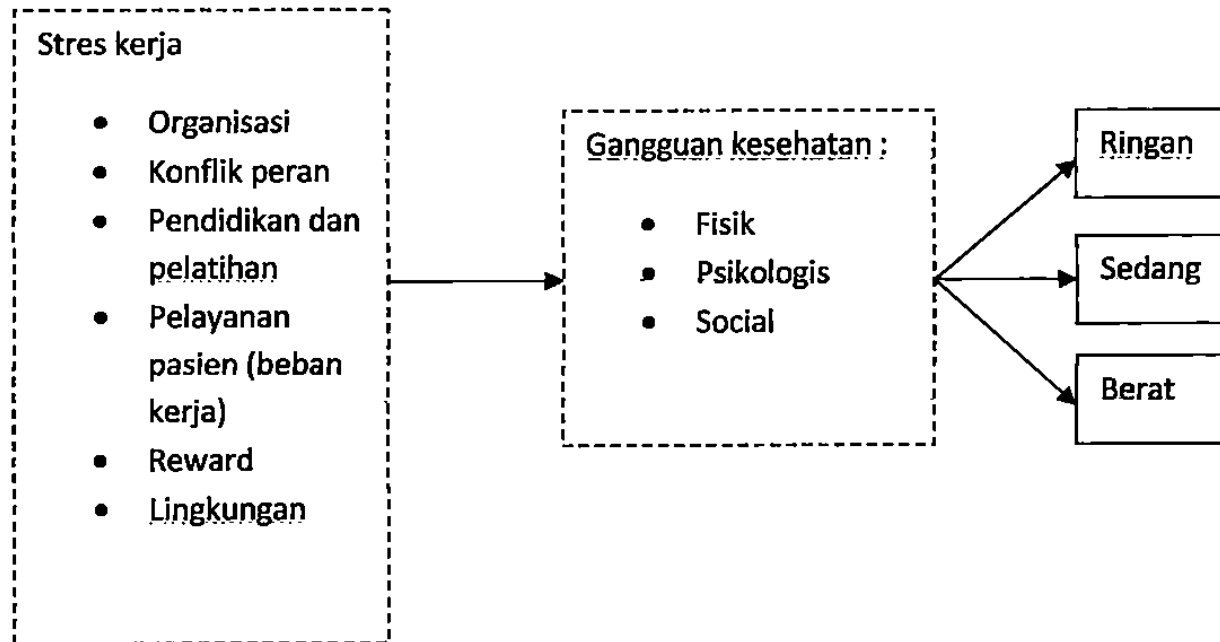 Stres kerja
• Organisasi
• Konflik peran
• Pendidikan dan
pelatihan
• Pelayanan
pasien (beban
kerja)
• Reward
• Lingkungan
Gangguan kesehatan :
• Fisik
• Psikologis
• Social
Ringan
Sedang
Berat